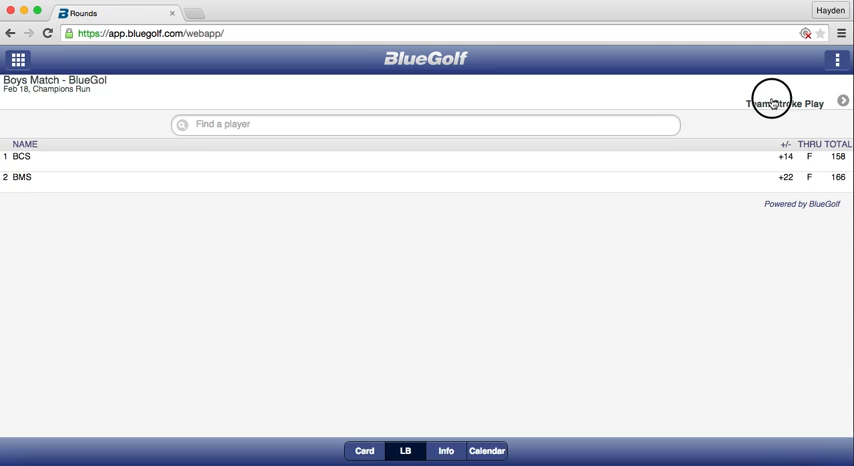 Rounds
Hayden
https://app.bluegolf.com/webapp/
BlueGolf
Boys Match - BlueGol
Feb 18, Champions Run
Team Stroke Play
Find a player
NAME +/- THRU TOTAL
1 BCS +14 F 158
2 BMS +22 F 166
Powered by BlueGolf
Card LB Info Calendar